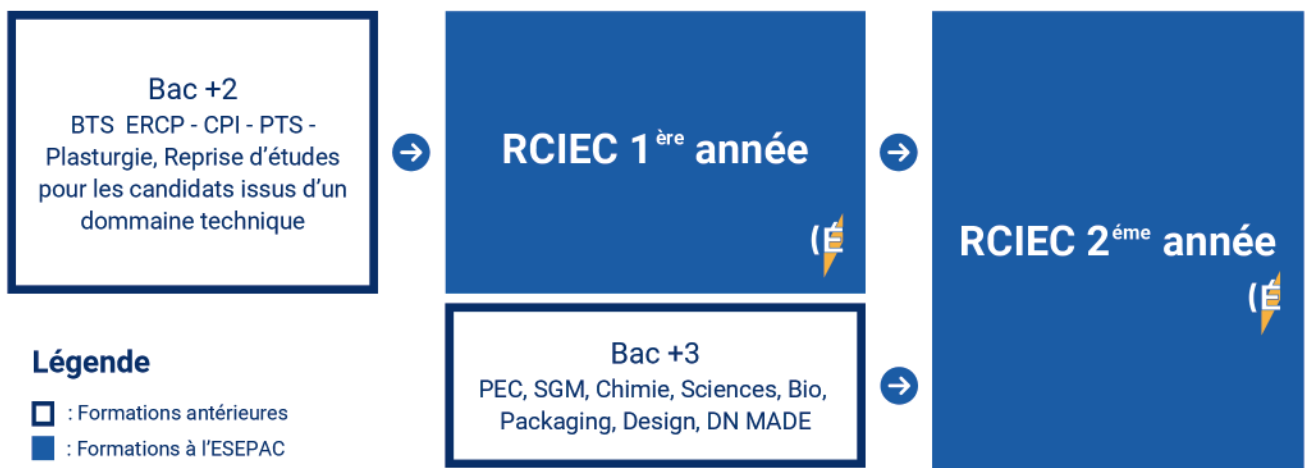 Bac +2
BTS ERCP - CPI - PTS -
Plasturgie, Reprise d’études
pour les candidats issus d’un
dommaine technique
RCIEC 1ère année
(É
RCIEC 2éme année
(É
Bac +3
PEC, SGM, Chimie, Sciences, Bio,
Packaging, Design, DN MADE
Légende
: Formations antérieures
: Formations à l’ESEPAC